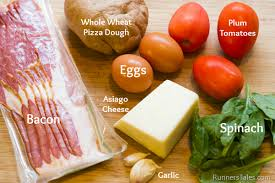 Whole Wheat
Pizza Dough
Plum
Tomatoes
Eggs
Asiago
Cheese
Bacon
Spinach
Garlic
RunnersTales.com